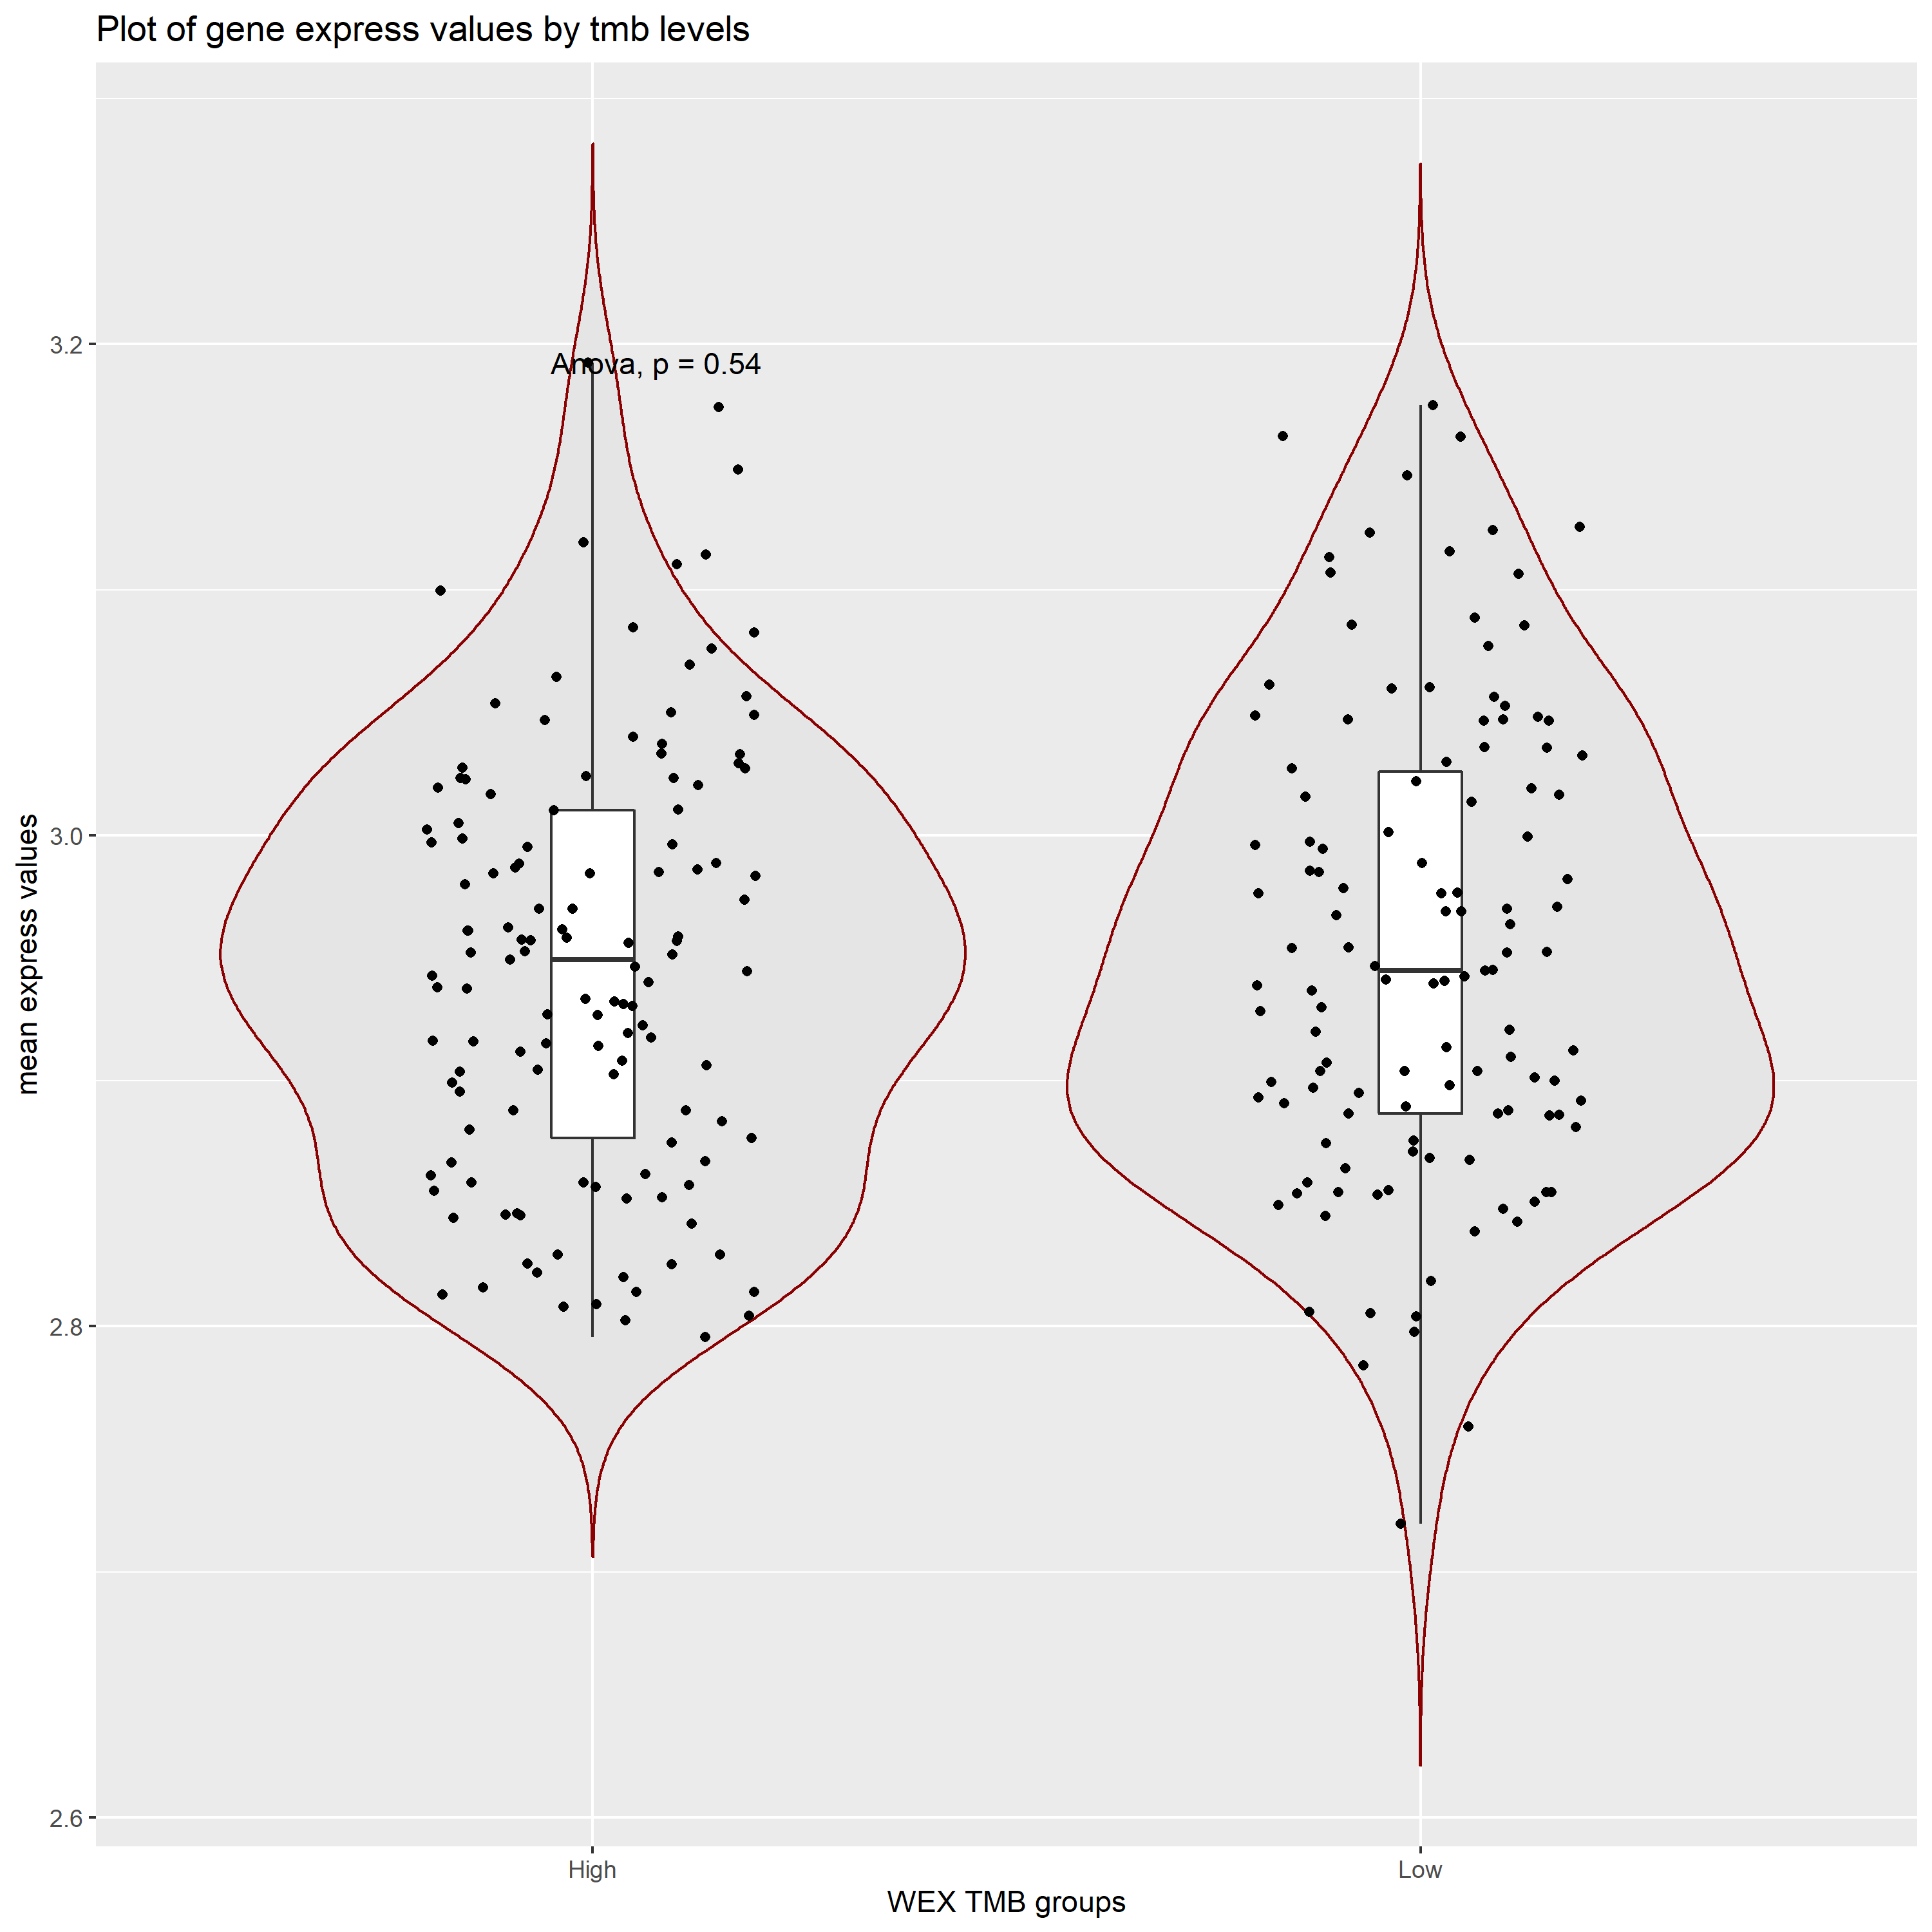 Plot of gene express values by tmb levels
3.2
Anova, p = 0.54
3.0
mean express values
2.8
2.6
High
Low
WEX TMB groups